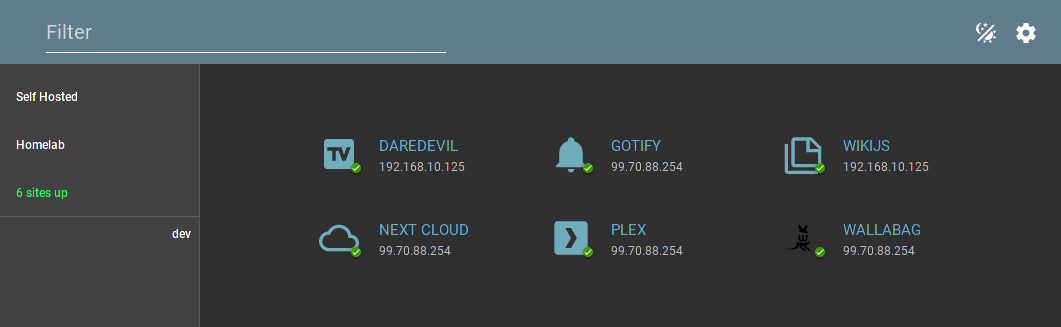 Filter
Self Hosted
Homelab
6 sites up
dev
TV
DAREDEVIL
192.168.10.125
GOTIFY
99.70.88.254
WIKIJS
192.168.10.125
NEXT CLOUD
99.70.88.254
PLEX
99.70.88.254
WALLABAG
99.70.88.254